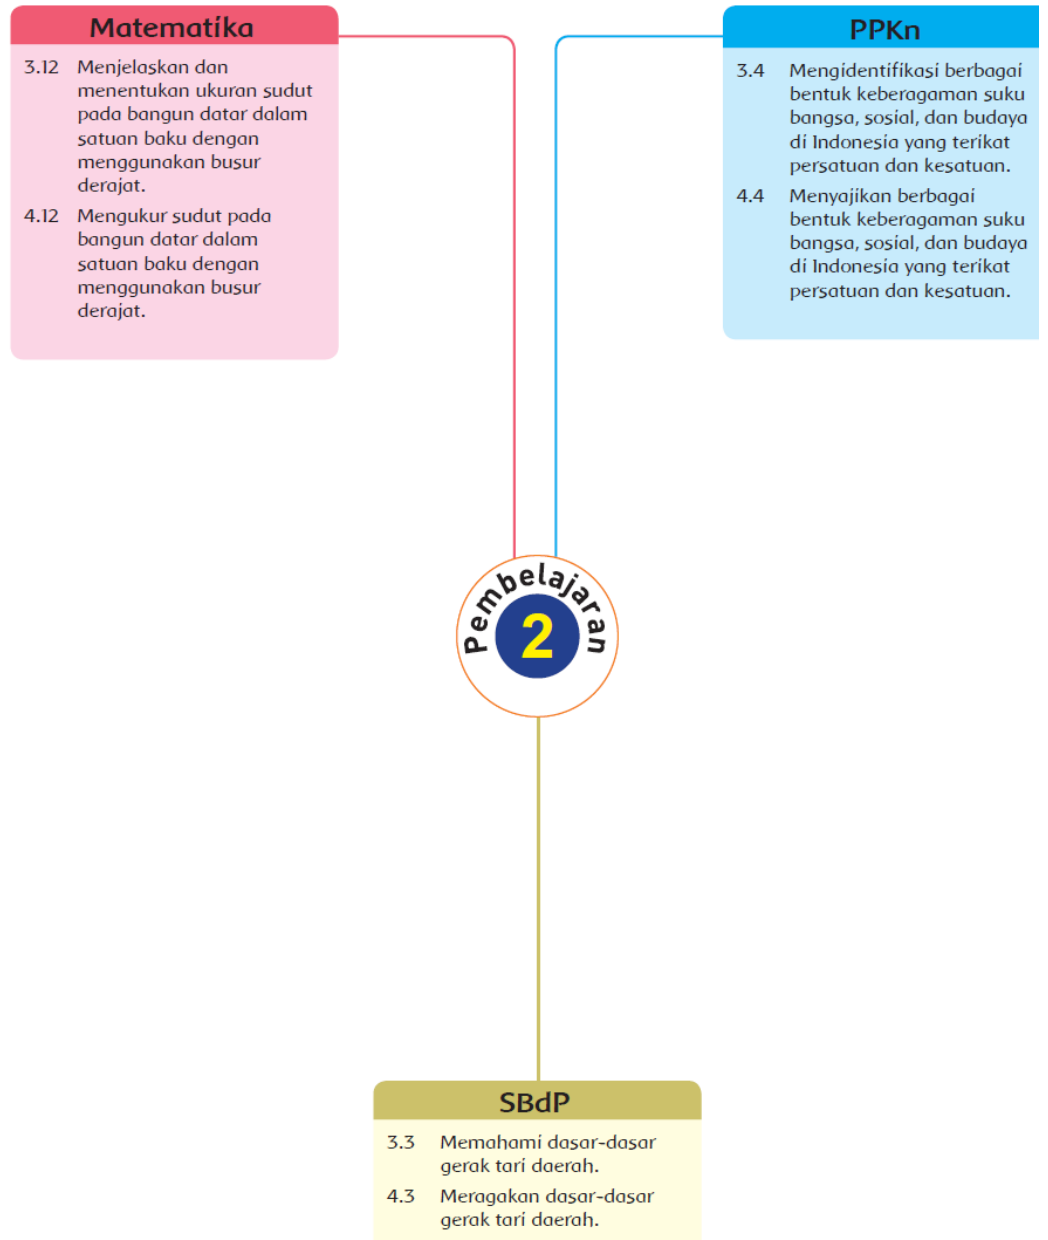 Matematika
3.12 Menjelaskan dan
menentukan ukuran sudut
pada bangun datar dalam
satuan baku dengan
menggunakan busur
derajat.
4.12 Mengukur sudut pada
bangun datar dalam
satuan baku dengan
menggunakan busur
derajat.
PPKn
3.4 Mengidentifikasi berbagai
bentuk keberagaman suku
bangsa, sosial, dan budaya
di Indonesia yang terikat
persatuan dan kesatuan.
4.4 Menyajikan berbagai
bentuk keberagaman suku
bangsa, sosial, dan budaya
di Indonesia yang terikat
persatuan dan kesatuan.
Pembelajaran
2
SBdP
3.3 Memahami dasar-dasar
gerak tari daerah.
4.3 Meragakan dasar-dasar
gerak tari daerah.